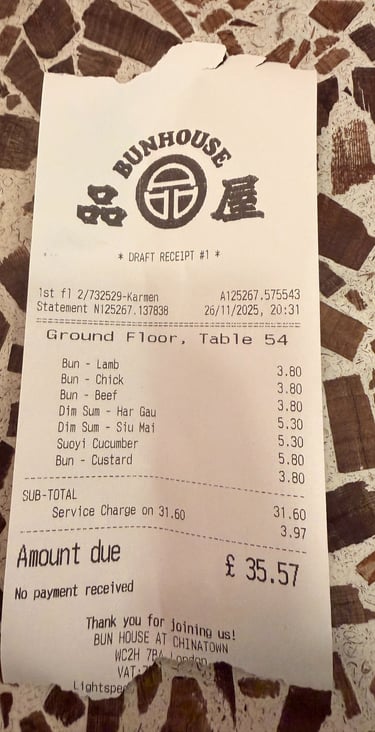 BUNHOUSE
品 屋
* DRAFT RECEIPT #1 *
1st fl 2/732529-Karmen A125267.575543
Statement N125267.137838 26/11/2025, 20:31
Ground Floor, Table 54
Bun - Lamb 3.80
Bun - Chick 3.80
Bun - Beef 3.80
Dim Sum - Har Gau 5.30
Dim Sum - Siu Mai 5.30
Suoyi Cucumber 5.80
Bun - Custard 3.80
SUB-TOTAL 31.60
Service Charge on 31.60 3.97
Amount due £ 35.57
No payment received
Thank you for joining us!
BUN HOUSE AT CHINATOWN
WC2H 7BA London
VAT: